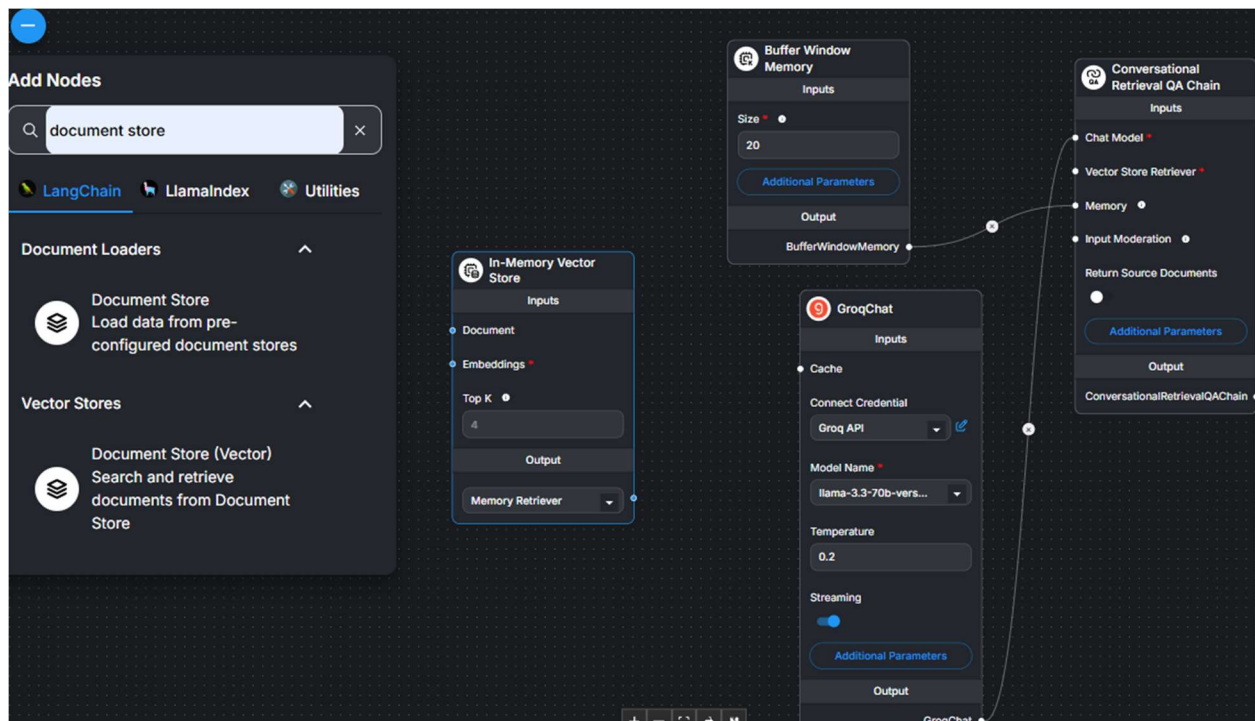 Add Nodes
document store
LangChain
LlamaIndex
Utilities
Document Loaders
Document Store
Load data from pre-
configured document stores
Vector Stores
Document Store (Vector)
Search and retrieve
documents from Document
Store
In-Memory Vector
Store
Inputs
Document
Embeddings *
Top K
4
Output
Memory Retriever
Buffer Window
Memory
Inputs
Size *
20
Additional Parameters
Output
BufferWindowMemory
GroqChat
Inputs
Cache
Connect Credential
Groq API
Model Name *
llama-3.3-70b-vers...
Temperature
0.2
Streaming
Additional Parameters
Output
GroqChat
QA
Conversational
Retrieval QA Chain
Inputs
Chat Model *
Vector Store Retriever *
Memory
Input Moderation
Return Source Documents
Additional Parameters
Output
ConversationalRetrievalQAChain